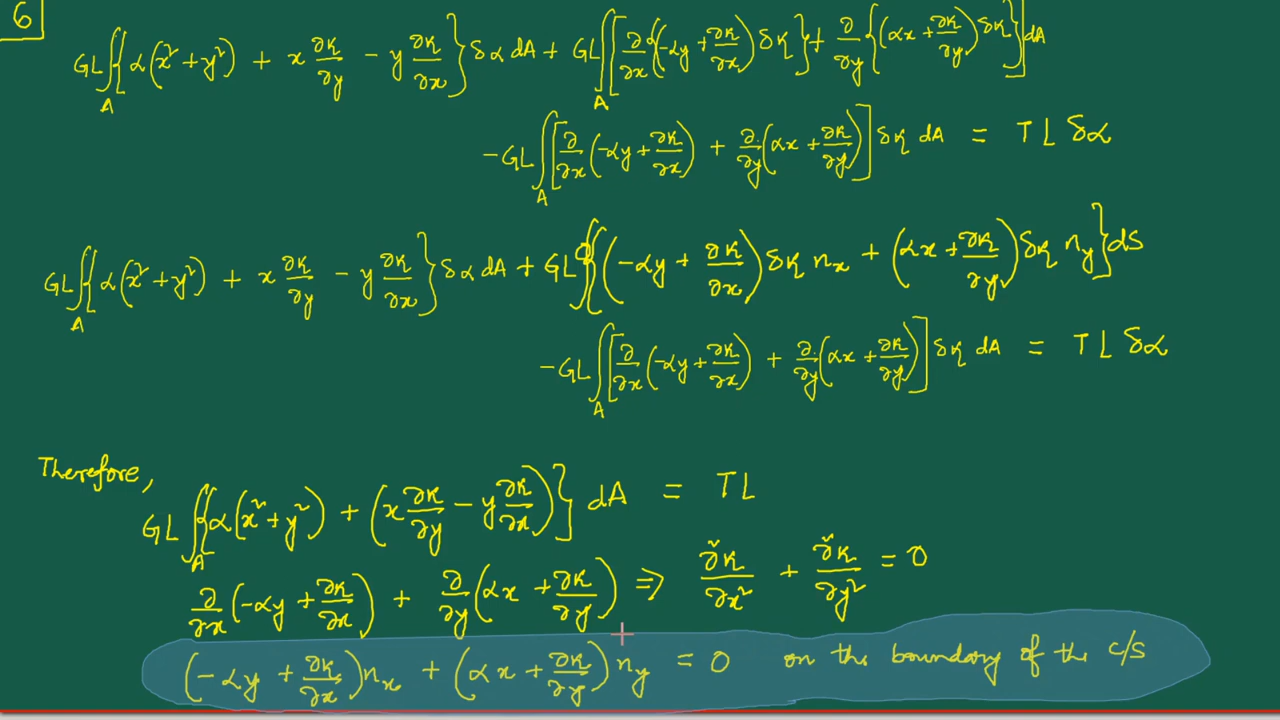 6
GL∬_A {α(x²+y²) + x ∂κ/∂y − y ∂κ/∂x} δα dA + GL∬_A [∂/∂x {(−αy + ∂κ/∂x) δκ} + ∂/∂y {(αx + ∂κ/∂y) δκ}] dA
−GL∬_A [∂/∂x (−αy + ∂κ/∂x) + ∂/∂y (αx + ∂κ/∂y)] δκ dA = TL δα
GL∬_A {α(x²+y²) + x ∂κ/∂y − y ∂κ/∂x} δα dA + GL∮ {(−αy + ∂κ/∂x) δκ n_x + (αx + ∂κ/∂y) δκ n_y} ds
−GL∬_A [∂/∂x (−αy + ∂κ/∂x) + ∂/∂y (αx + ∂κ/∂y)] δκ dA = TL δα
Therefore,
GL∬_A {α(x²+y²) + (x ∂κ/∂y − y ∂κ/∂x)} dA = TL
∂/∂x (−αy + ∂κ/∂x) + ∂/∂y (αx + ∂κ/∂y) ⇒ ∂²κ/∂x² + ∂²κ/∂y² = 0
(−αy + ∂κ/∂x) n_x + (αx + ∂κ/∂y) n_y = 0 on the boundary of the c/s